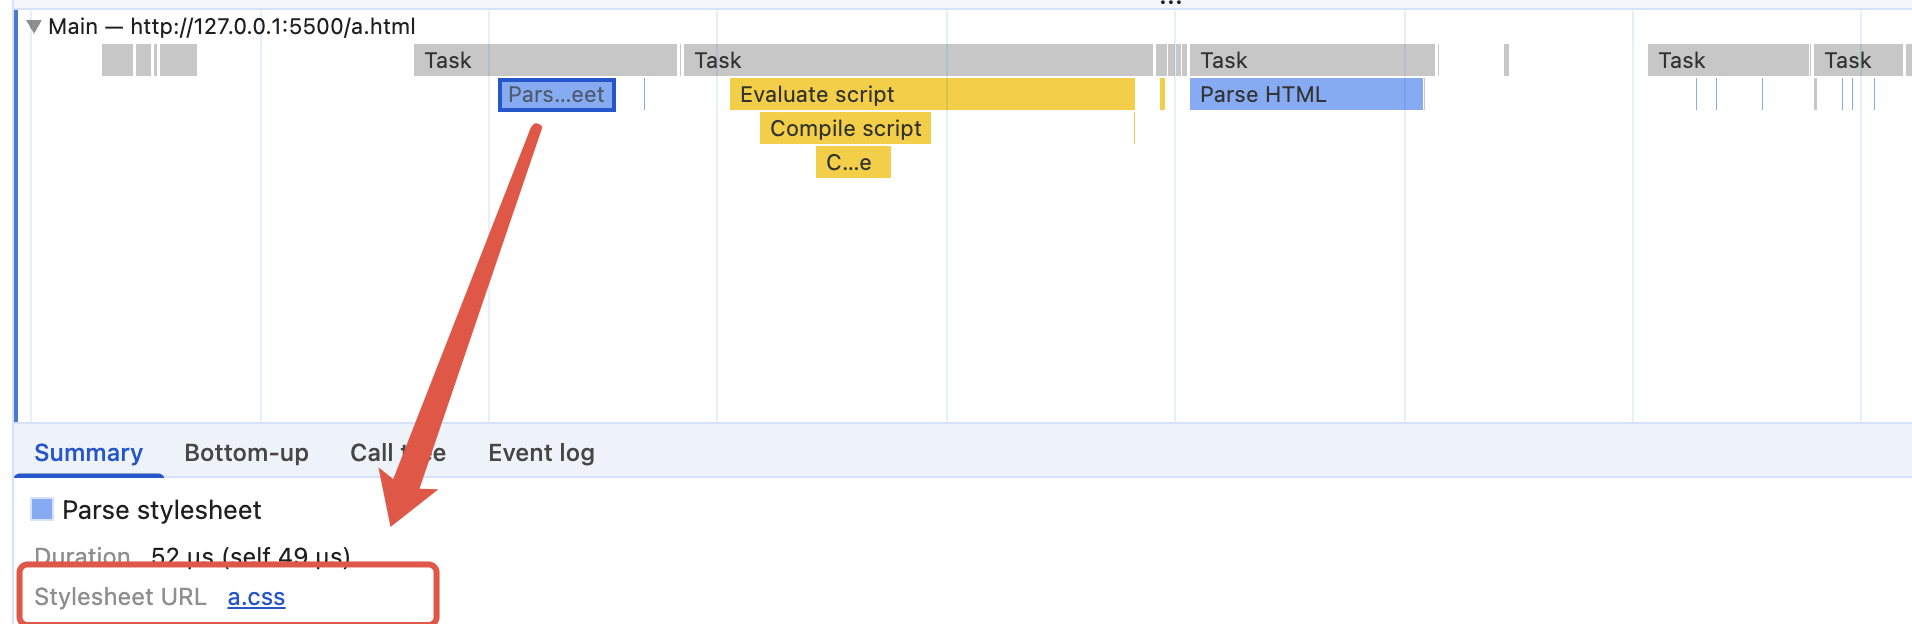 Main — http://127.0.0.1:5500/a.html
Task Task Task Task Task
Pars...eet Evaluate script Parse HTML
Compile script
C...e
Summary Bottom-up Call tree Event log
Parse stylesheet
Duration 52 μs (self 49 μs)
Stylesheet URL a.css